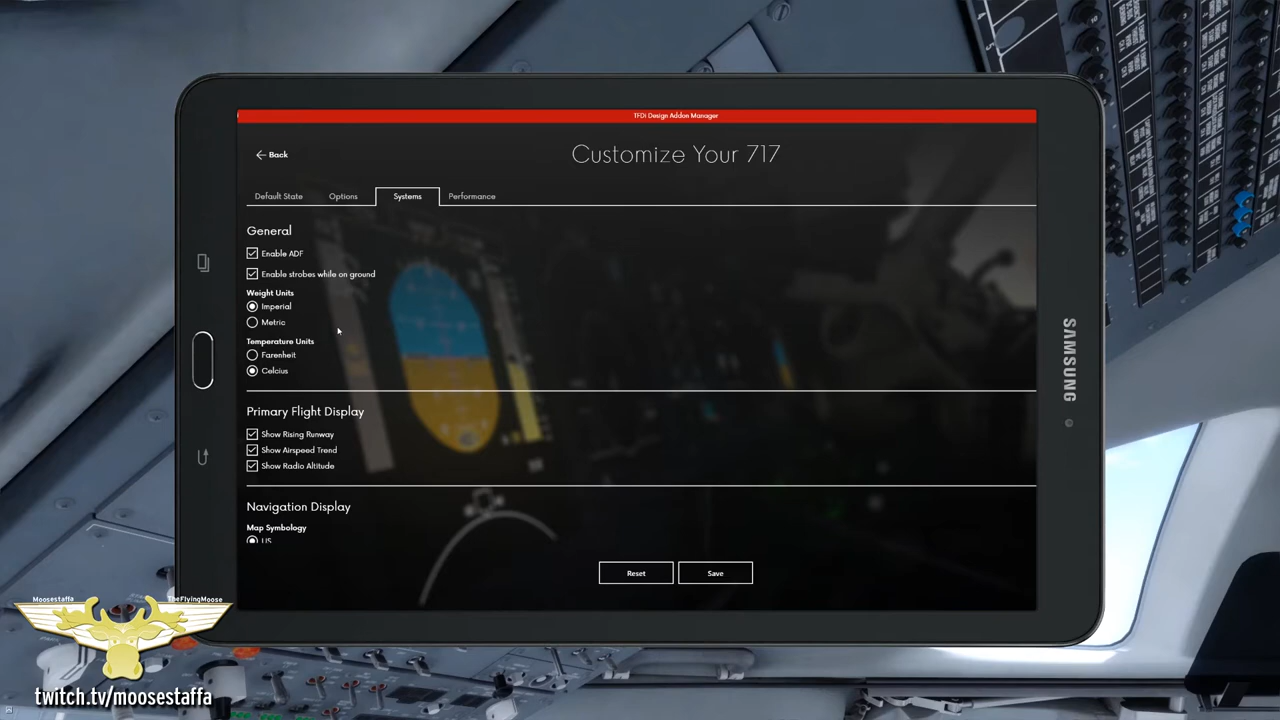 TFDi Design Addon Manager
Back
Customize Your 717
Default State
Options
Systems
Performance
General
Enable ADF
Enable strobes while on ground
Weight Units
Imperial
Metric
Temperature Units
Farenheit
Celcius
Primary Flight Display
Show Rising Runway
Show Airspeed Trend
Show Radio Altitude
Navigation Display
Map Symbology
US
Reset
Save
SAMSUNG
Moosestaffa
TheFlyingMoose
twitch.tv/moosestaffa